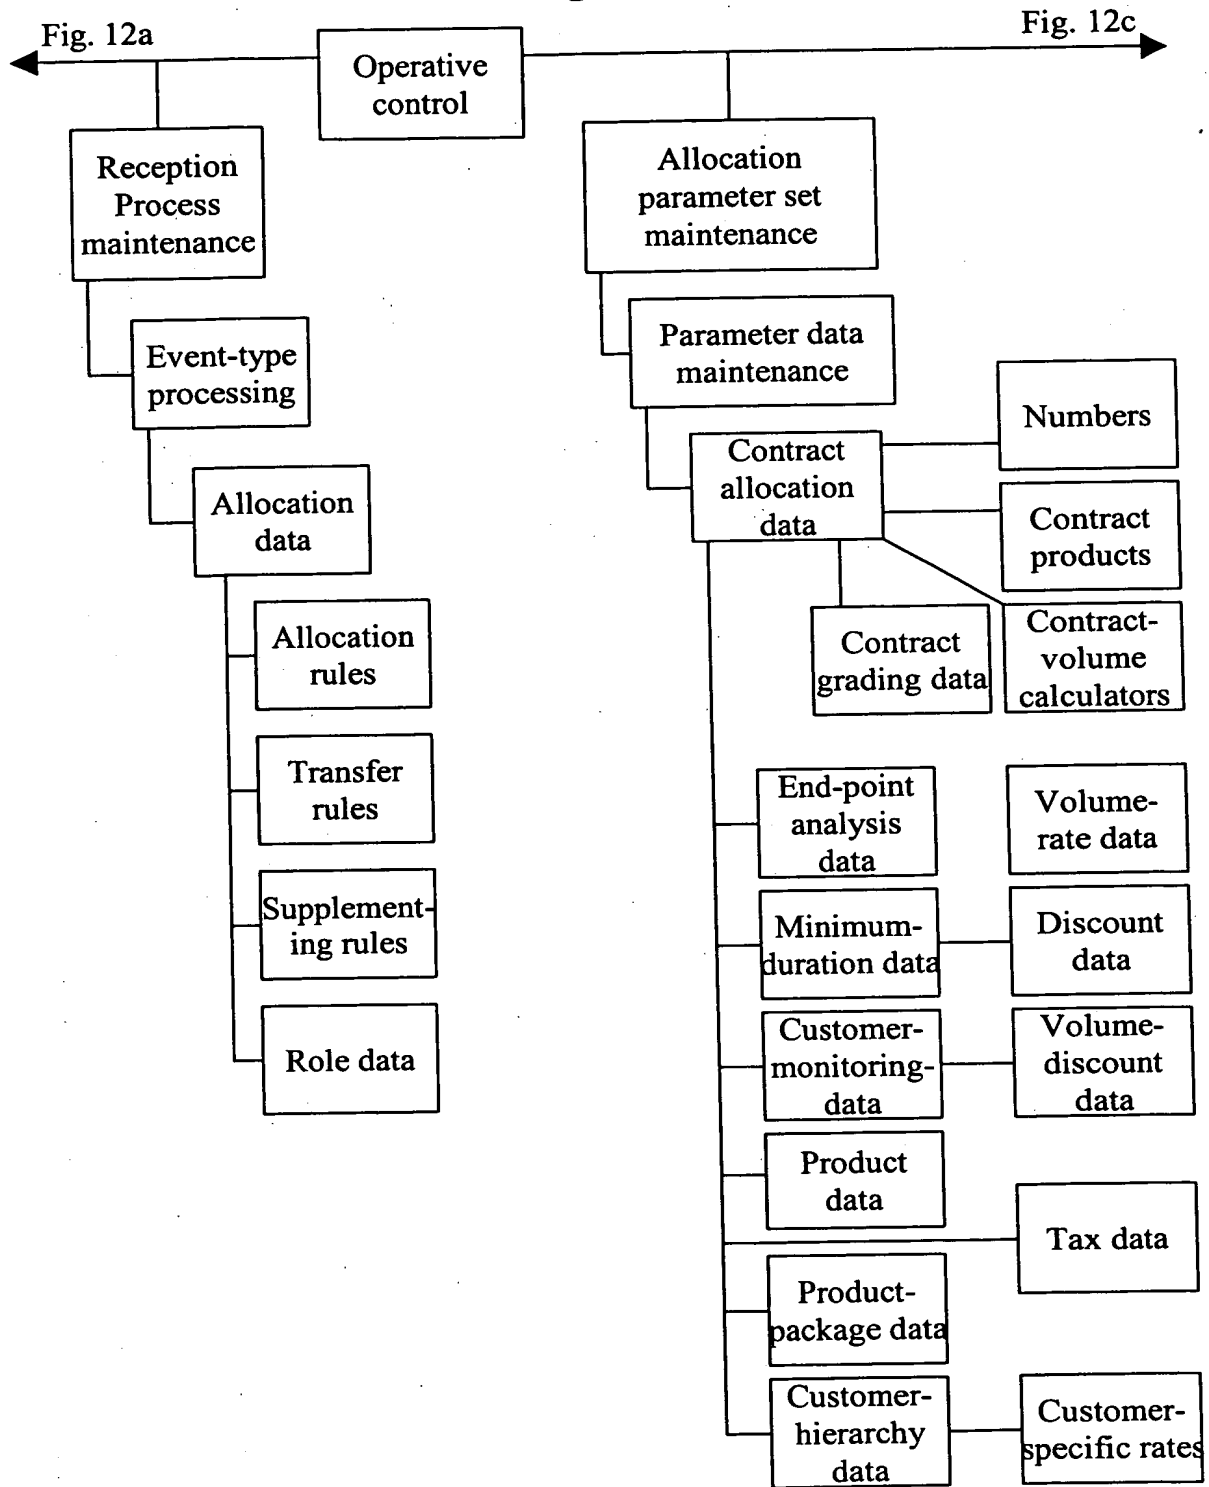 Fig. 12a
Fig. 12c
Operative
control
Reception
Process
maintenance
Event-type
processing
Allocation
data
Allocation
rules
Transfer
rules
Supplement-
ing rules
Role data
Allocation
parameter set
maintenance
Parameter data
maintenance
Contract
allocation
data
Numbers
Contract
products
Contract-
volume
calculators
Contract
grading data
End-point
analysis
data
Volume-
rate data
Minimum-
duration data
Discount
data
Customer-
monitoring-
data
Volume-
discount
data
Product
data
Tax data
Product-
package data
Customer-
hierarchy
data
Customer-
specific rates